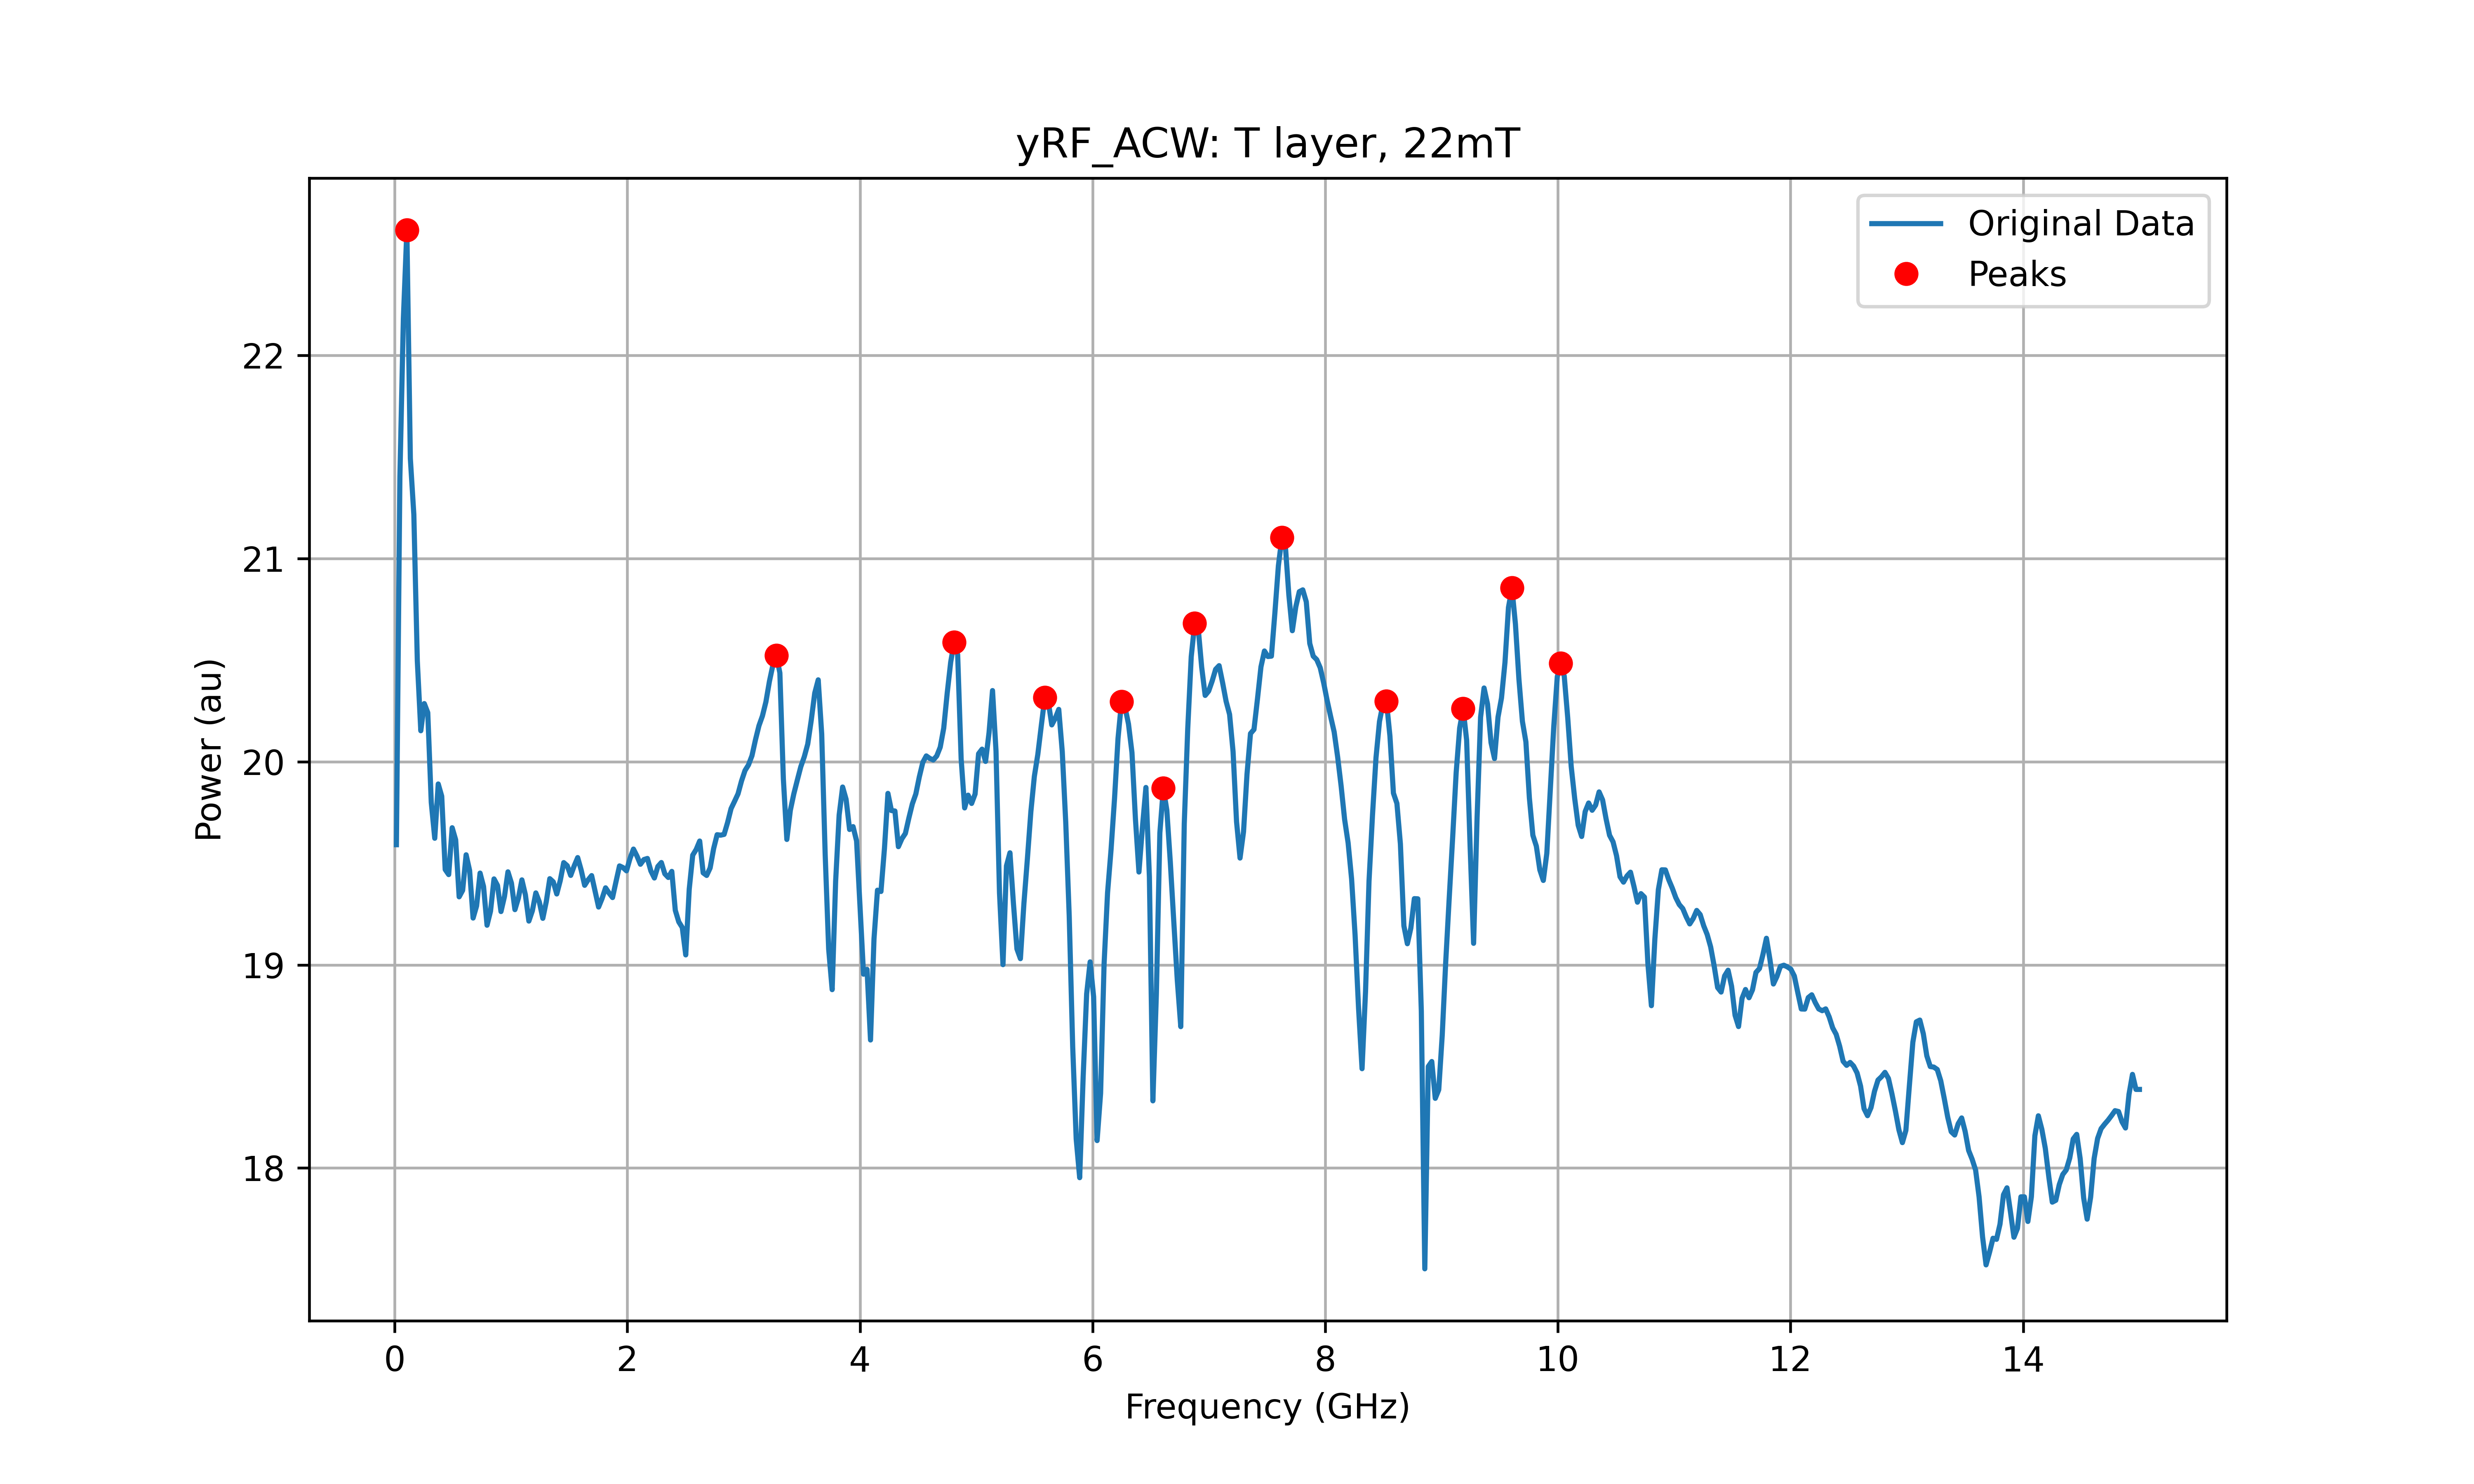 yRF_ACW: T layer, 22mT
Original Data
Peaks
Power (au)
22
21
20
19
18
0 2 4 6 8 10 12 14
Frequency (GHz)